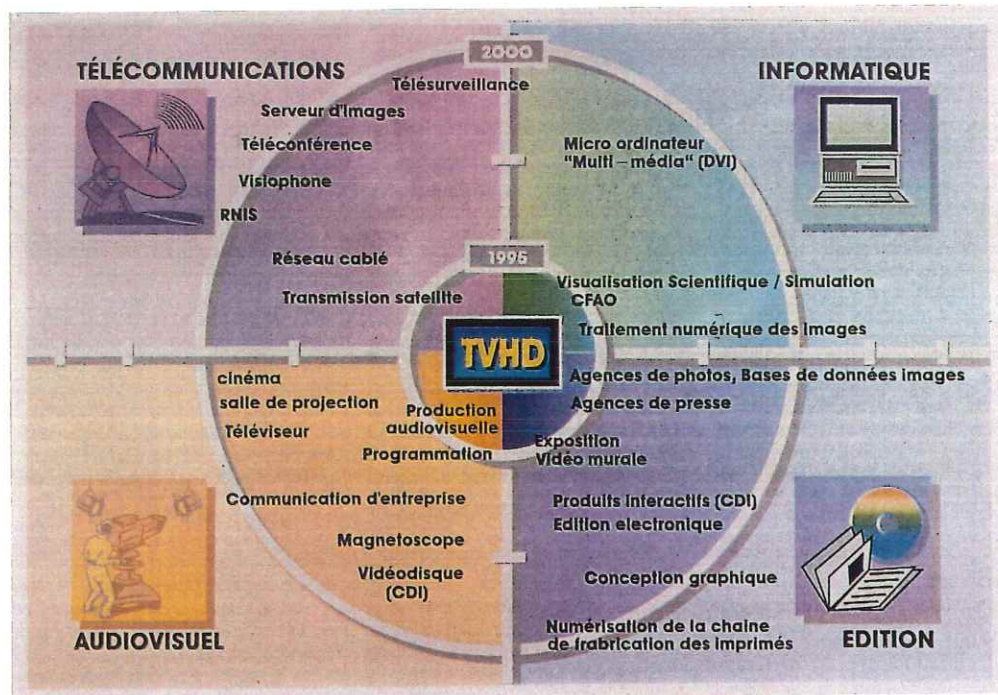 2000
TÉLÉCOMMUNICATIONS
Télésurveillance
Serveur d'images
Téléconférence
Visiophone
RNIS
Réseau cablé
Transmission satellite
INFORMATIQUE
Micro ordinateur
"Multi – média" (DVI)
1995
Visualisation Scientifique / Simulation
CFAO
Traitement numérique des images
TVHD
cinéma
salle de projection
Téléviseur
Production
audiovisuelle
Programmation
Communication d'entreprise
Magnetoscope
Vidéodisque
(CDI)
AUDIOVISUEL
Agences de photos, Bases de données images
Agences de presse
Exposition
Vidéo murale
Produits interactifs (CDI)
Edition electronique
Conception graphique
Numérisation de la chaine
de frabrication des imprimés
EDITION